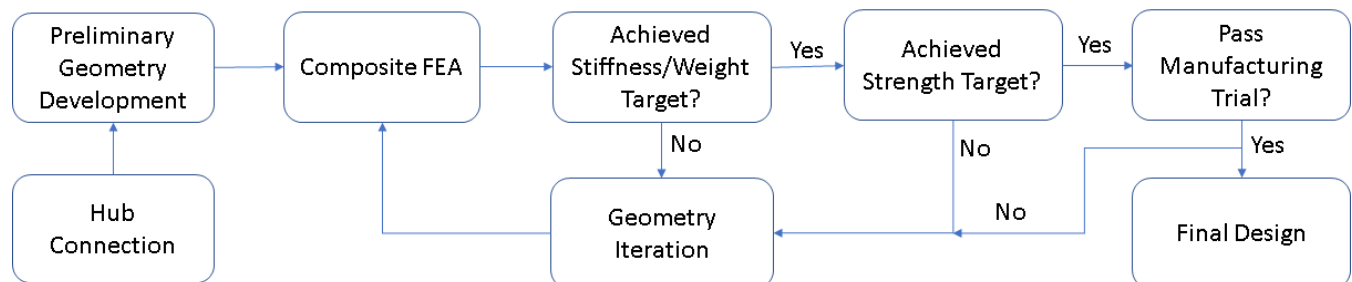 Preliminary
Geometry
Development
Composite FEA
Achieved
Stiffness/Weight
Target?
Yes
Achieved
Strength Target?
Yes
Pass
Manufacturing
Trial?
No
No
Yes
Hub
Connection
Geometry
Iteration
No
Final Design